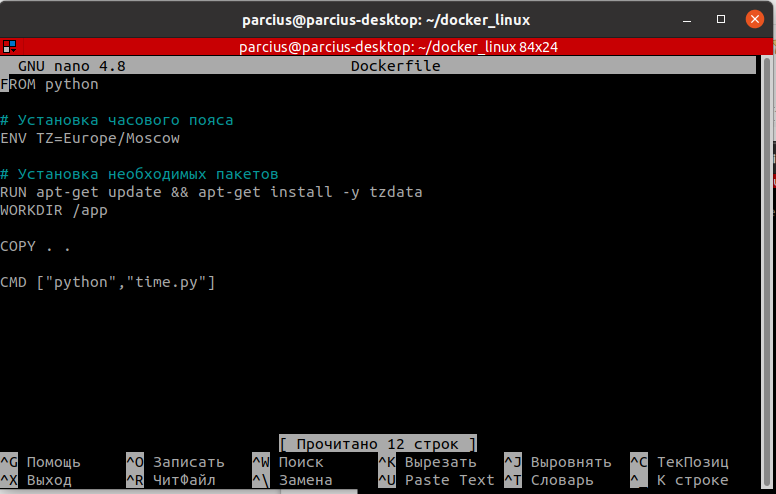 parcius@parcius-desktop: ~/docker_linux
parcius@parcius-desktop: ~/docker_linux 84x24
GNU nano 4.8 Dockerfile
FROM python
# Установка часового пояса
ENV TZ=Europe/Moscow
# Установка необходимых пакетов
RUN apt-get update && apt-get install -y tzdata
WORKDIR /app
COPY . .
CMD ["python","time.py"]
[ Прочитано 12 строк ]
^G Помощь ^O Записать ^W Поиск ^K Вырезать ^J Выровнять ^C ТекПозиц
^X Выход ^R ЧитФайл ^\ Замена ^U Paste Text ^T Словарь ^_ К строке